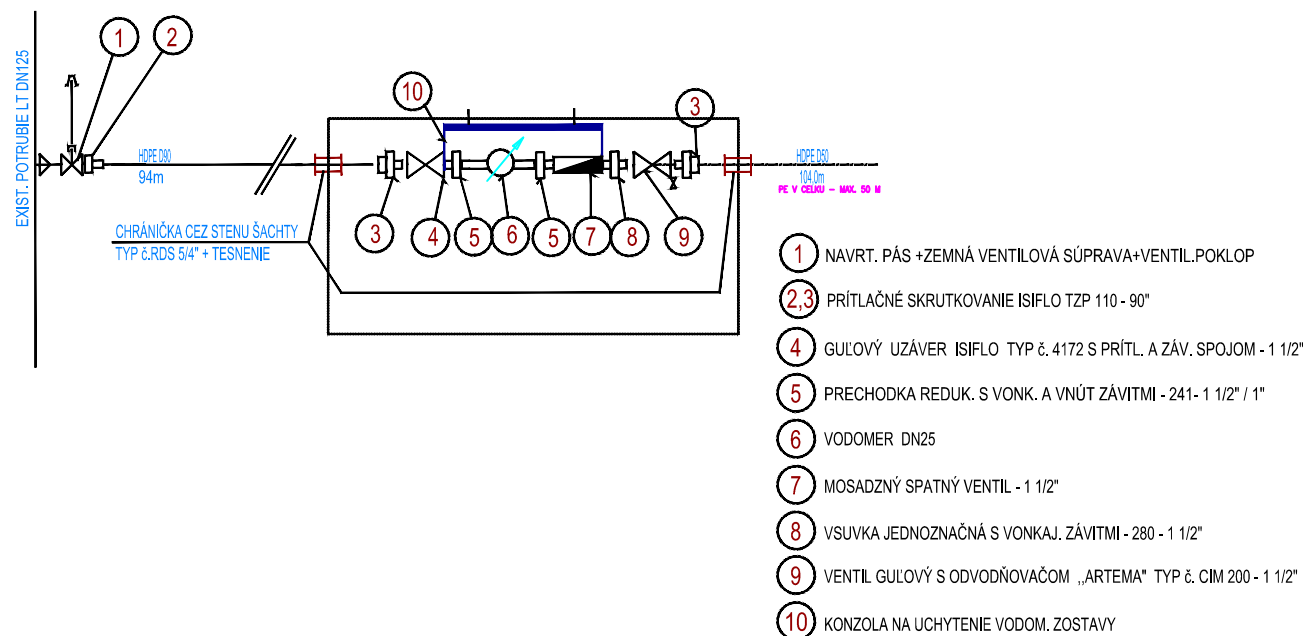 EXIST. POTRUBIE LT DN125
1
2
10
3
HDPE D90
94m
HDPE D50
104.0m
PE V CELKU - MAX. 50 M
CHRÁNIČKA CEZ STENU ŠACHTY
TYP č.RDS 5/4" + TESNENIE
3
4
5
6
5
7
8
9
1 NAVRT. PÁS +ZEMNÁ VENTILOVÁ SÚPRAVA+VENTIL.POKLOP
2,3 PRÍTLAČNÉ SKRUTKOVANIE ISIFLO TZP 110 - 90"
4 GUĽOVÝ UZÁVER ISIFLO TYP č. 4172 S PRÍTL. A ZÁV. SPOJOM - 1 1/2"
5 PRECHODKA REDUK. S VONK. A VNÚT ZÁVITMI - 241- 1 1/2" / 1"
6 VODOMER DN25
7 MOSADZNÝ SPATNÝ VENTIL - 1 1/2"
8 VSUVKA JEDNOZNAČNÁ S VONKAJ. ZÁVITMI - 280 - 1 1/2"
9 VENTIL GUĽOVÝ S ODVODŇOVAČOM ,,ARTEMA" TYP č. CIM 200 - 1 1/2"
10 KONZOLA NA UCHYTENIE VODOM. ZOSTAVY